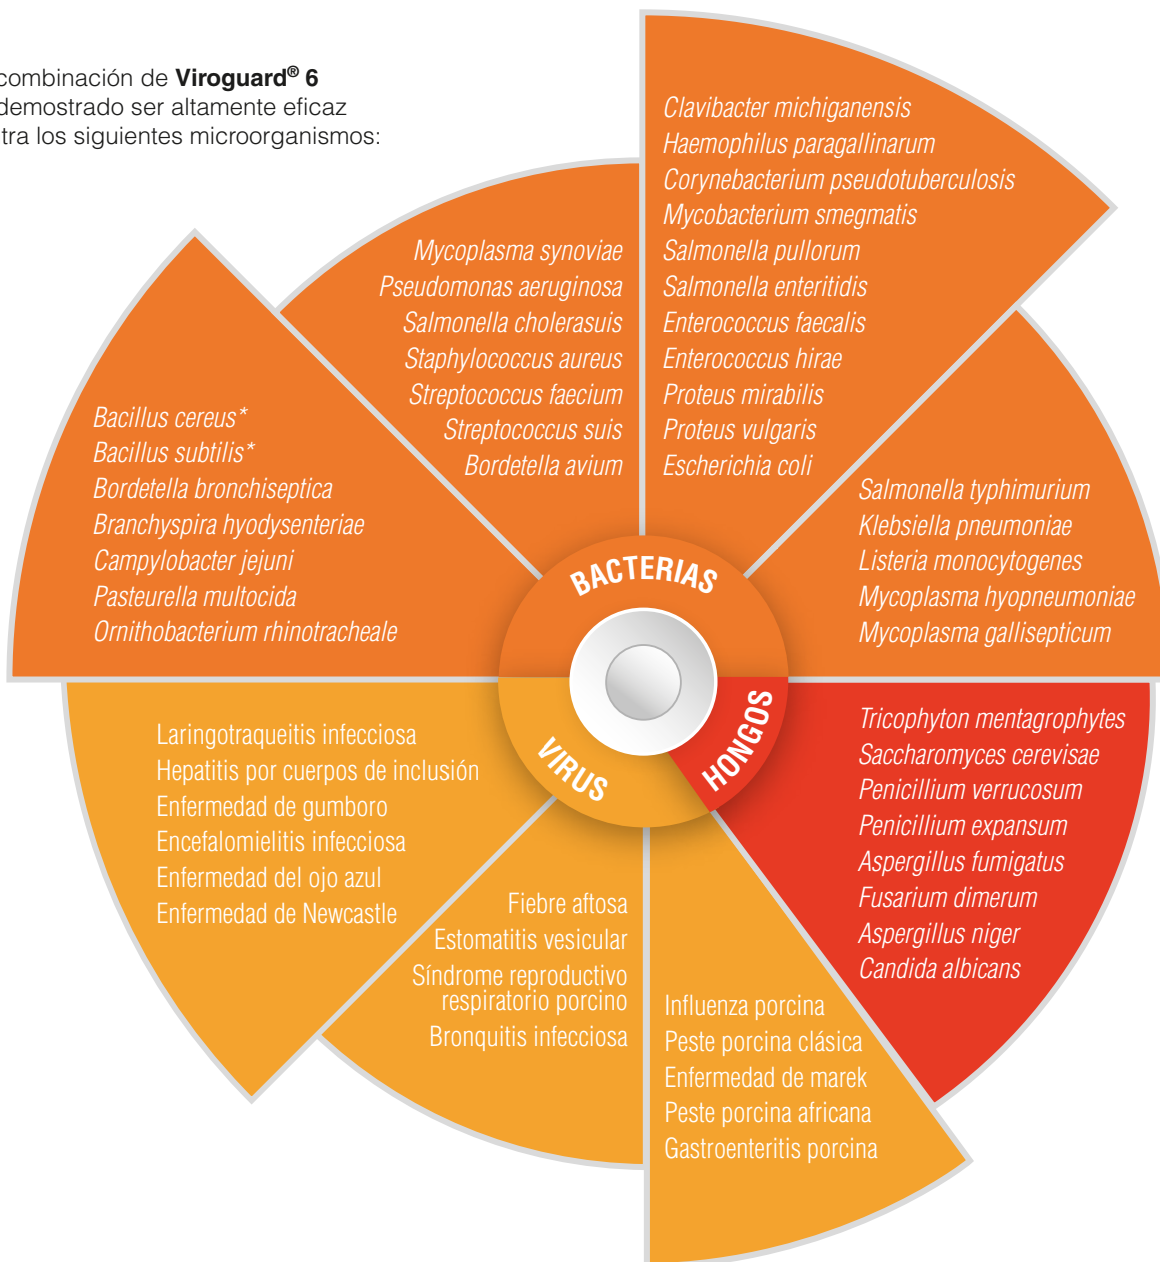 combinación de Viroguard® 6
demostrado ser altamente eficaz
tra los siguientes microorganismos:
Clavibacter michiganensis
Haemophilus paragallinarum
Corynebacterium pseudotuberculosis
Mycobacterium smegmatis
Salmonella pullorum
Salmonella enteritidis
Enterococcus faecalis
Enterococcus hirae
Proteus mirabilis
Proteus vulgaris
Escherichia coli
Mycoplasma synoviae
Pseudomonas aeruginosa
Salmonella cholerasuis
Staphylococcus aureus
Streptococcus faecium
Streptococcus suis
Bordetella avium
Bacillus cereus*
Bacillus subtilis*
Bordetella bronchiseptica
Branchyspira hyodysenteriae
Campylobacter jejuni
Pasteurella multocida
Ornithobacterium rhinotracheale
Salmonella typhimurium
Klebsiella pneumoniae
Listeria monocytogenes
Mycoplasma hyopneumoniae
Mycoplasma gallisepticum
BACTERIAS
VIRUS
HONGOS
Laringotraqueitis infecciosa
Hepatitis por cuerpos de inclusión
Enfermedad de gumboro
Encefalomielitis infecciosa
Enfermedad del ojo azul
Enfermedad de Newcastle
Fiebre aftosa
Estomatitis vesicular
Síndrome reproductivo
respiratorio porcino
Bronquitis infecciosa
Influenza porcina
Peste porcina clásica
Enfermedad de marek
Peste porcina africana
Gastroenteritis porcina
Tricophyton mentagrophytes
Saccharomyces cerevisae
Penicillium verrucosum
Penicillium expansum
Aspergillus fumigatus
Fusarium dimerum
Aspergillus niger
Candida albicans